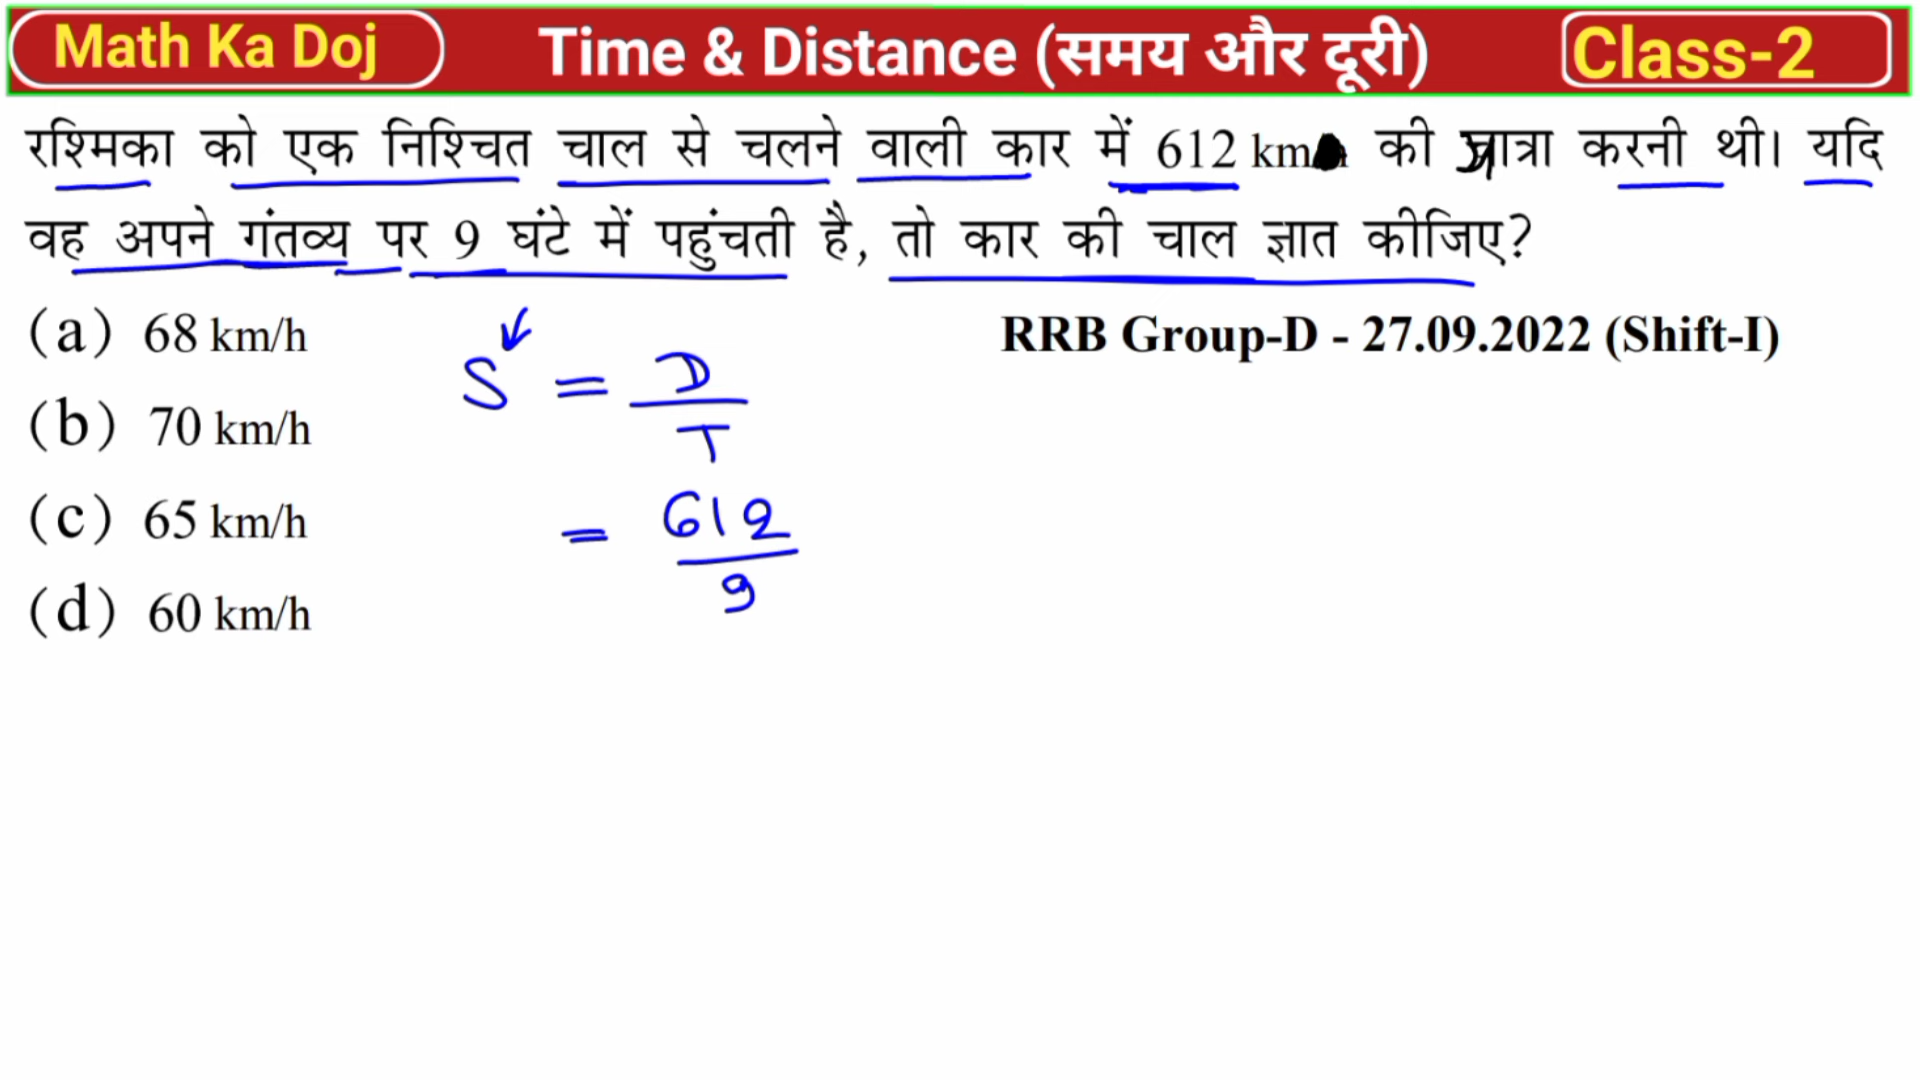 Math Ka Doj
Time & Distance (समय और दूरी)
Class-2
रश्मिका को एक निश्चित चाल से चलने वाली कार में 612 km की यात्रा करनी थी। यदि
वह अपने गंतव्य पर 9 घंटे में पहुंचती है, तो कार की चाल ज्ञात कीजिए?
(a) 68 km/h
RRB Group-D - 27.09.2022 (Shift-I)
(b) 70 km/h
(c) 65 km/h
(d) 60 km/h
S = D/T
= 612/9